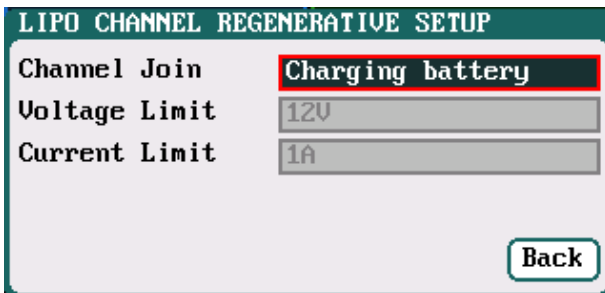 LIPO CHANNEL REGENERATIVE SETUP
Channel Join Charging battery
Voltage Limit 12V
Current Limit 1A
Back